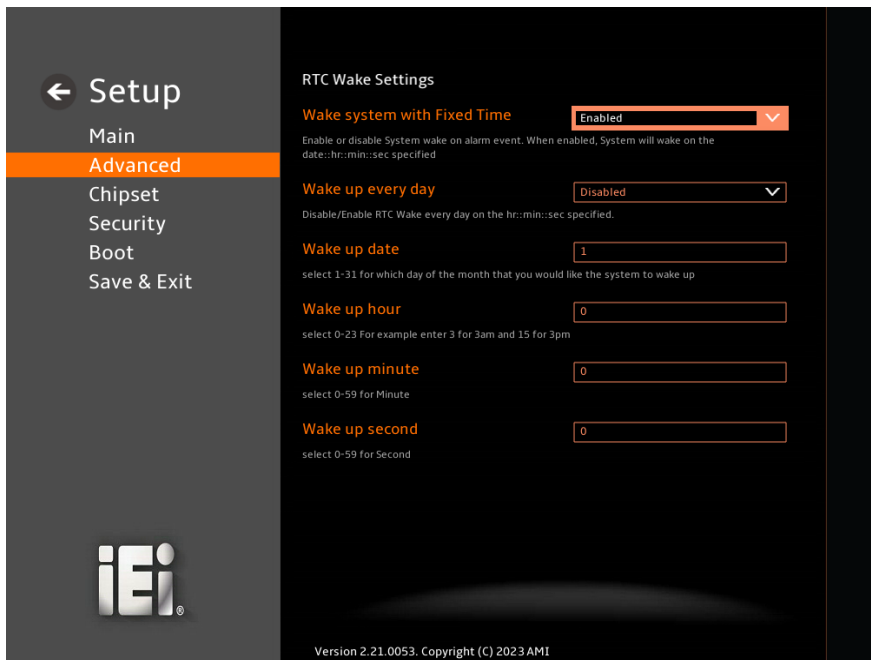 Setup
Main
Advanced
Chipset
Security
Boot
Save & Exit
RTC Wake Settings
Wake system with Fixed Time
Enabled
Enable or disable System wake on alarm event. When enabled, System will wake on the
date::hr::min::sec specified
Wake up every day
Disabled
Disable/Enable RTC Wake every day on the hr::min::sec specified.
Wake up date
1
select 1-31 for which day of the month that you would like the system to wake up
Wake up hour
0
select 0-23 For example enter 3 for 3am and 15 for 3pm
Wake up minute
0
select 0-59 for Minute
Wake up second
0
select 0-59 for Second
iEi®
Version 2.21.0053. Copyright (C) 2023 AMI